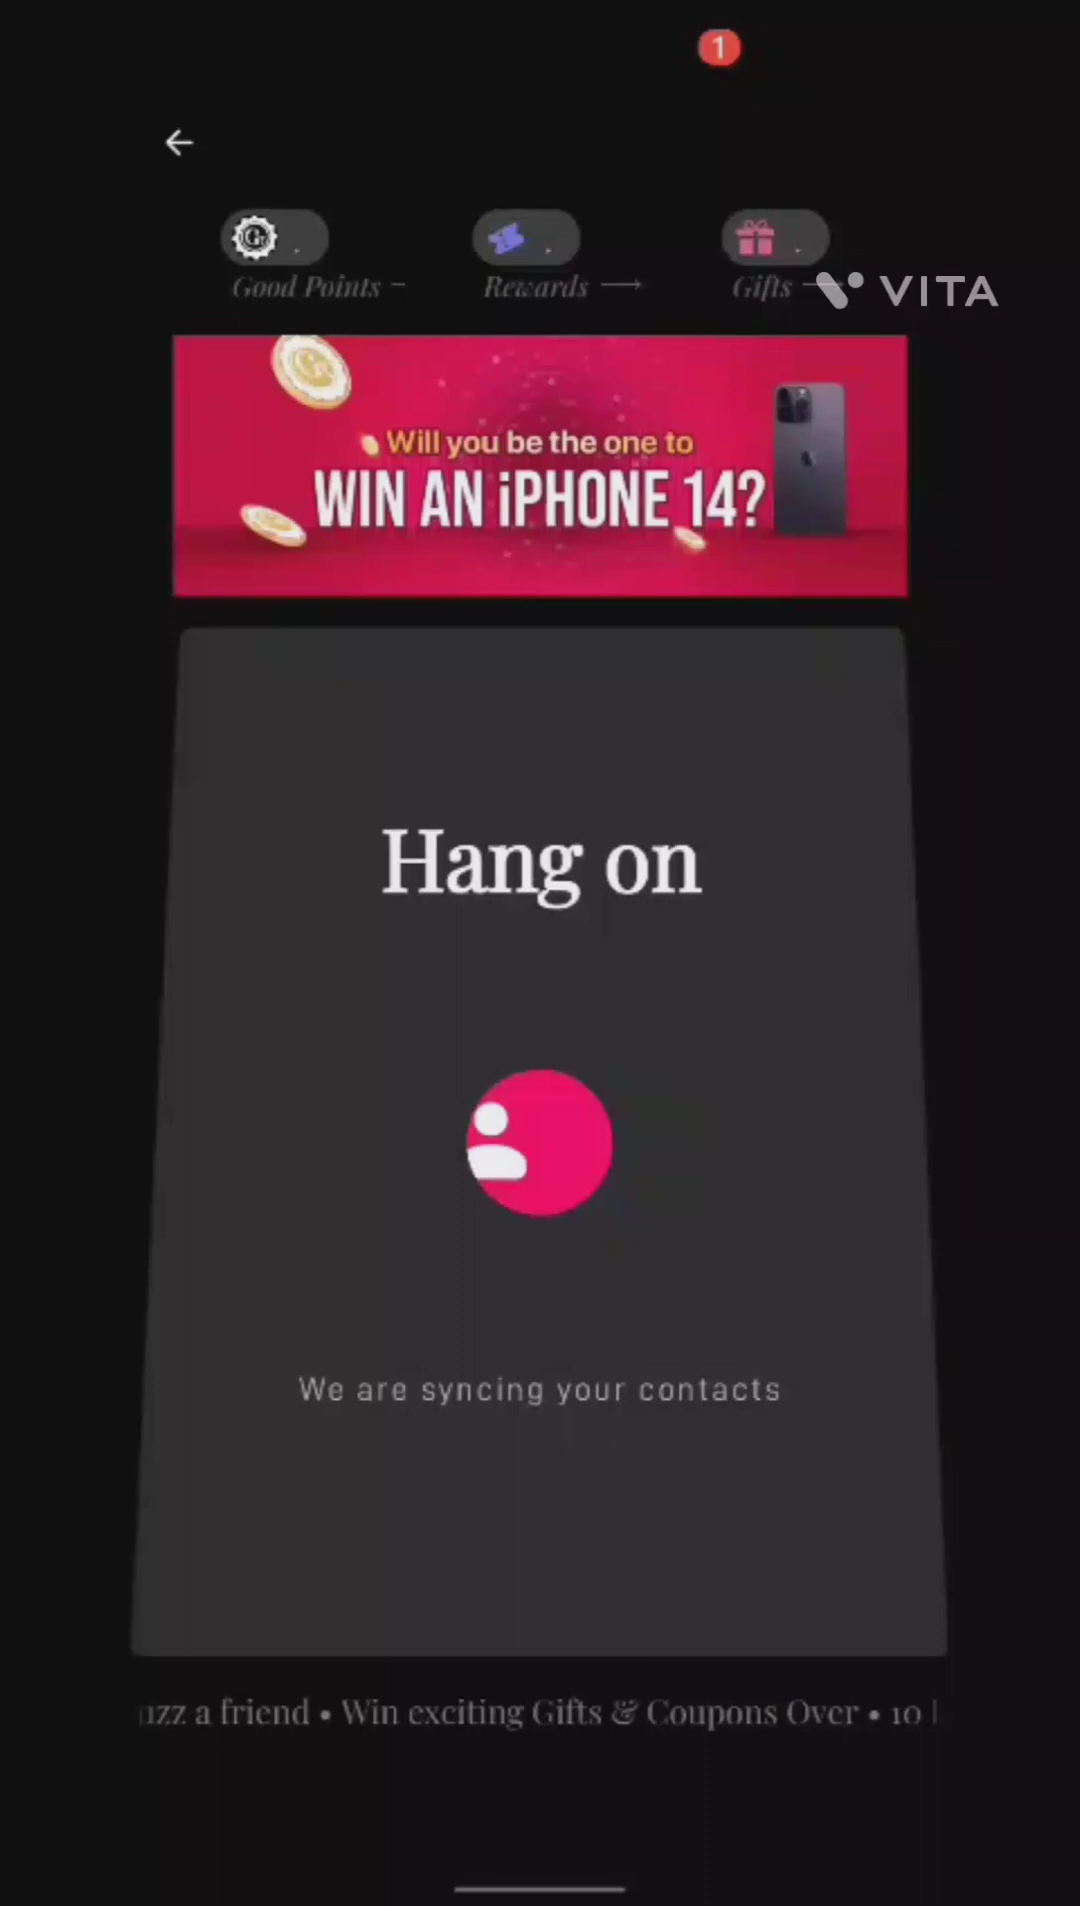 1
Good Points
Rewards →
Gifts
VITA
Will you be the one to
WIN AN iPHONE 14?
Hang on
We are syncing your contacts
a friend • Win exciting Gifts & Coupons Over • 10